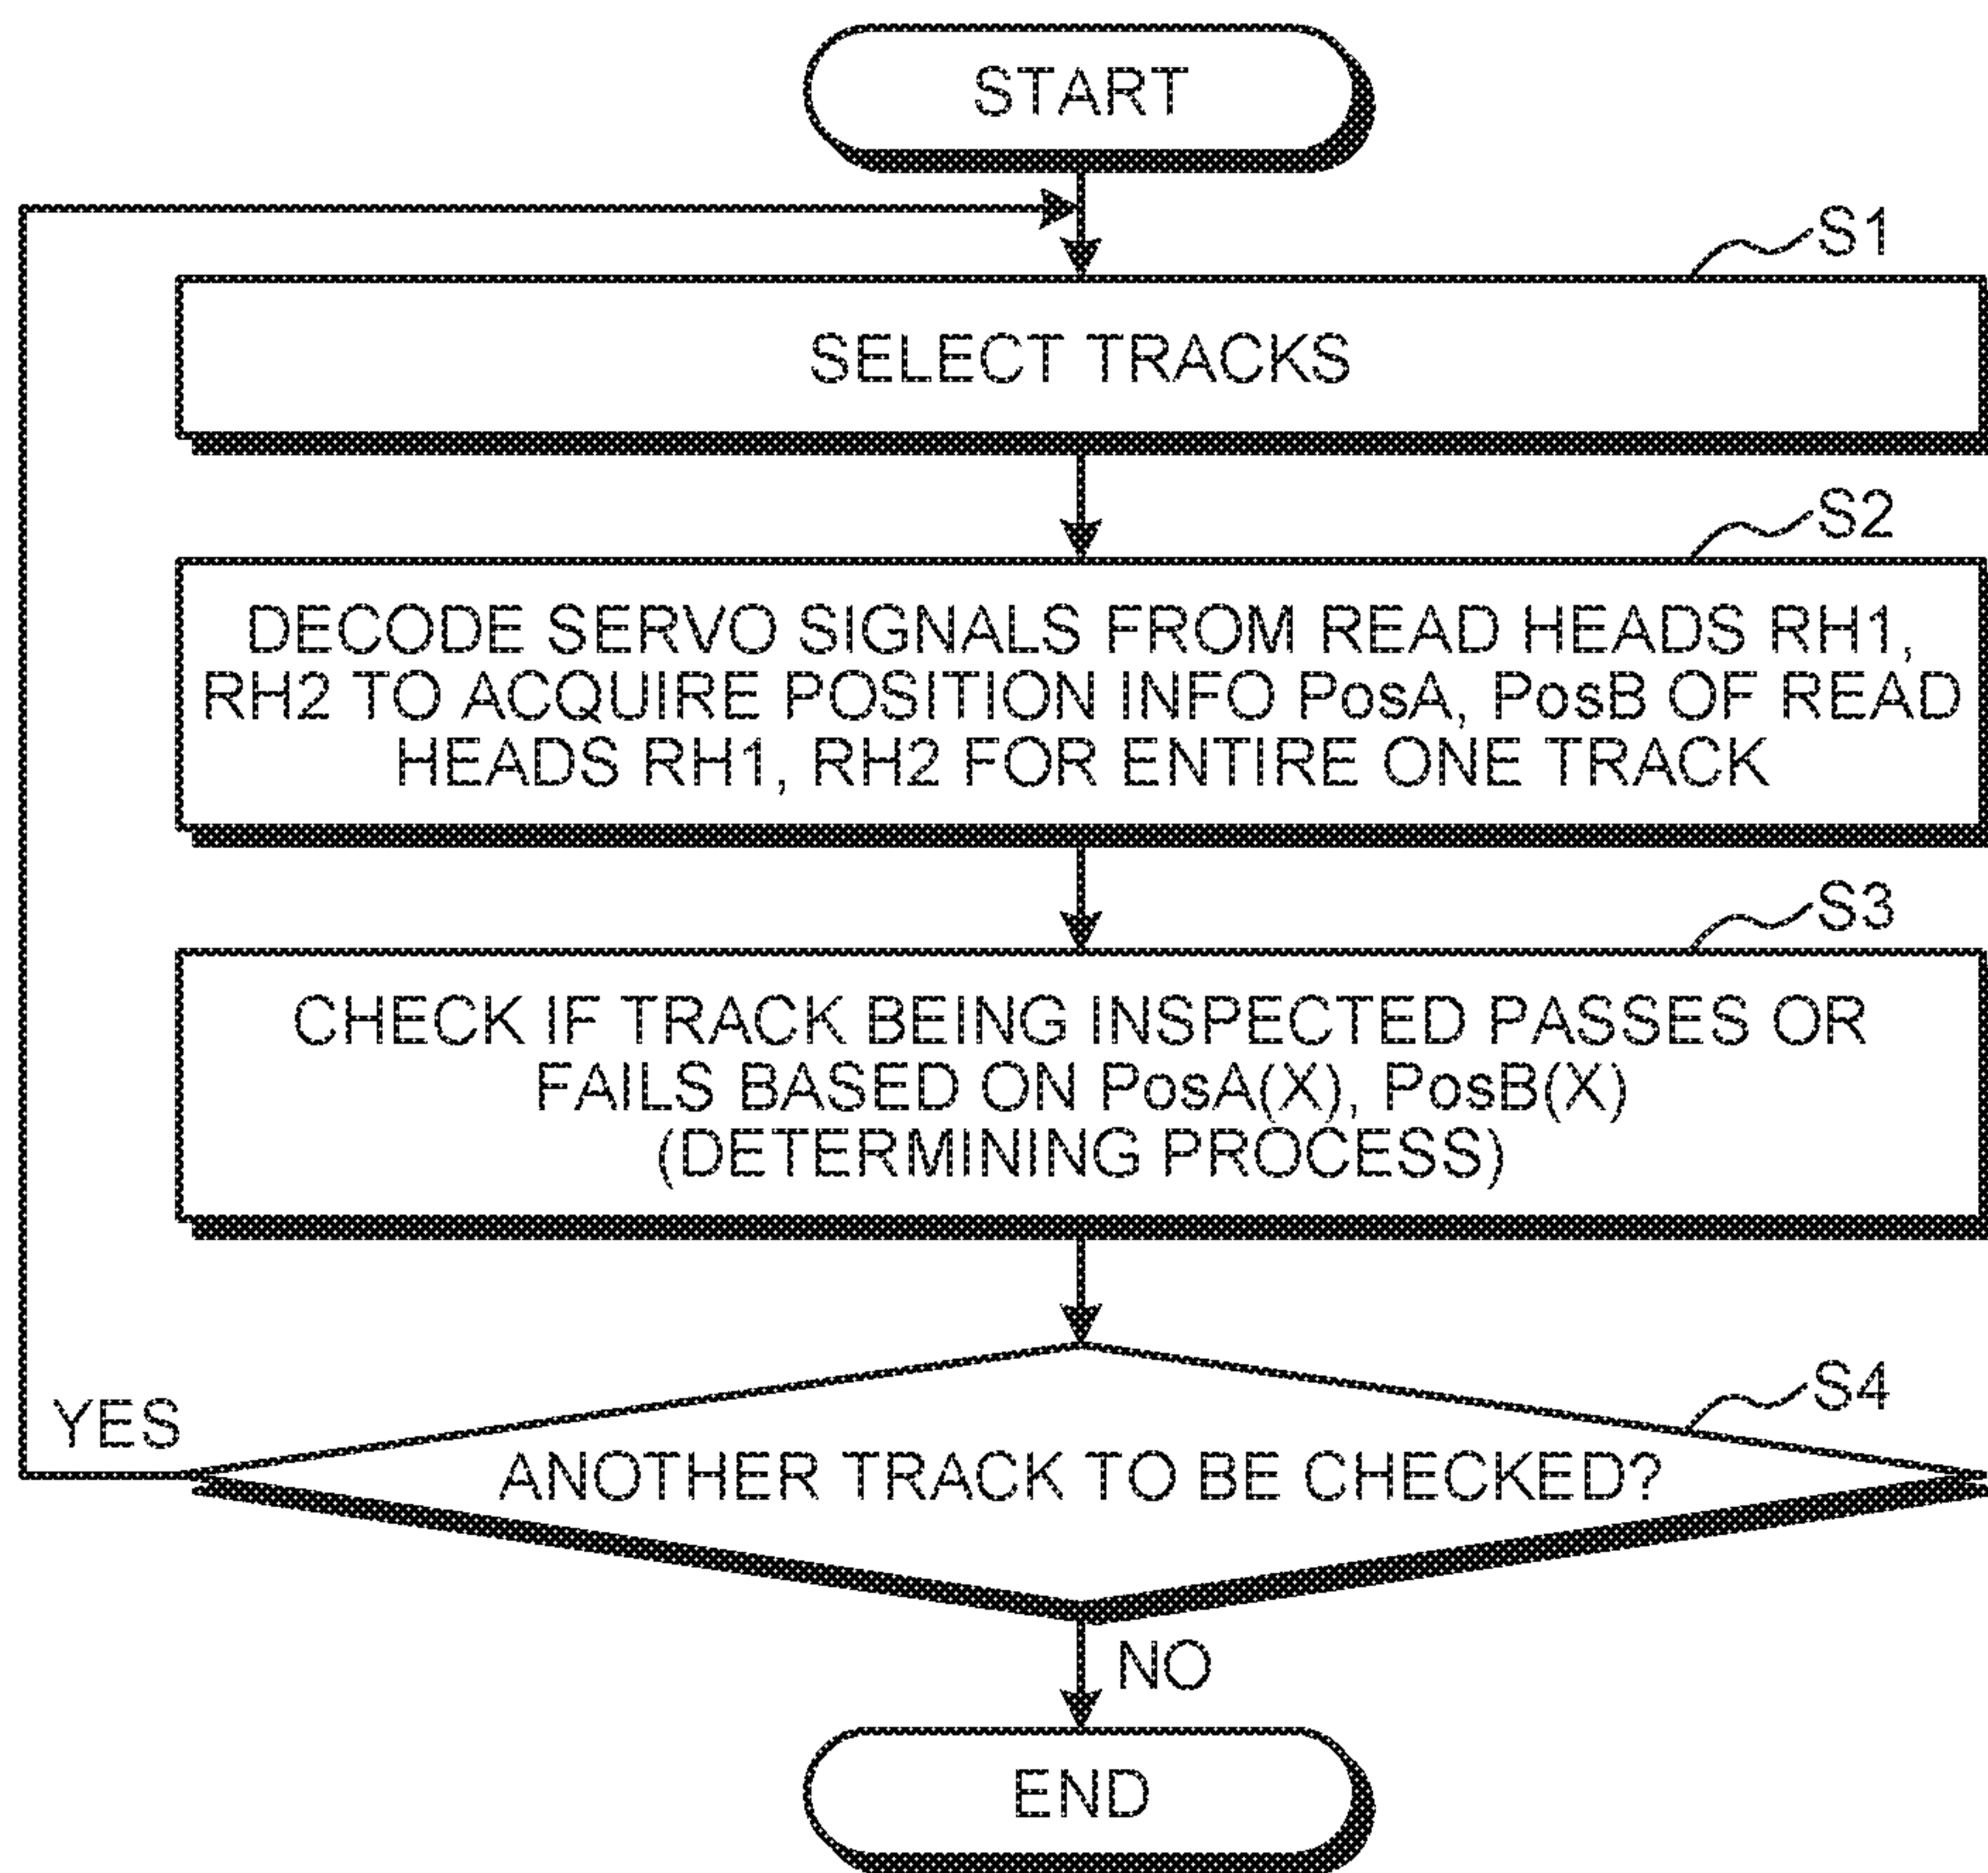 START
S1
SELECT TRACKS
S2
DECODE SERVO SIGNALS FROM READ HEADS RH1,
RH2 TO ACQUIRE POSITION INFO PosA, PosB OF READ
HEADS RH1, RH2 FOR ENTIRE ONE TRACK
S3
CHECK IF TRACK BEING INSPECTED PASSES OR
FAILS BASED ON PosA(X), PosB(X)
(DETERMINING PROCESS)
S4
YES
ANOTHER TRACK TO BE CHECKED?
NO
END